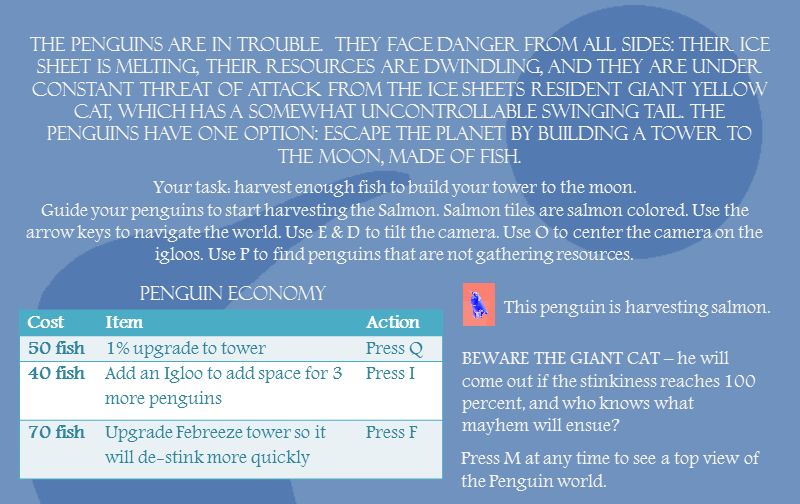 THE PENGUINS ARE IN TROUBLE. THEY FACE DANGER FROM ALL SIDES: THEIR ICE
SHEET IS MELTING, THEIR RESOURCES ARE DWINDLING, AND THEY ARE UNDER
CONSTANT THREAT OF ATTACK FROM THE ICE SHEETS RESIDENT GIANT YELLOW
CAT, WHICH HAS A SOMEWHAT UNCONTROLLABLE SWINGING TAIL. THE
PENGUINS HAVE ONE OPTION: ESCAPE THE PLANET BY BUILDING A TOWER TO
THE MOON, MADE OF FISH.
Your task: harvest enough fish to build your tower to the moon.
Guide your penguins to start harvesting the Salmon. Salmon tiles are salmon colored. Use the
arrow keys to navigate the world. Use E & D to tilt the camera. Use O to center the camera on the
igloos. Use P to find penguins that are not gathering resources.
PENGUIN ECONOMY
Cost Item Action
50 fish 1% upgrade to tower Press Q
40 fish Add an Igloo to add space for 3 Press I
more penguins
70 fish Upgrade Febreeze tower so it Press F
will de-stink more quickly
This penguin is harvesting salmon.
BEWARE THE GIANT CAT – he will
come out if the stinkiness reaches 100
percent, and who knows what
mayhem will ensue?
Press M at any time to see a top view of
the Penguin world.